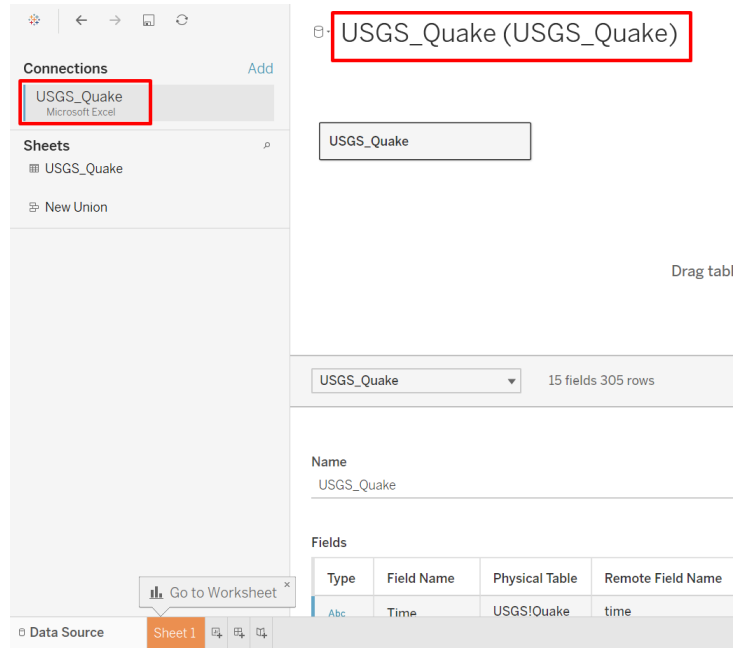 Connections
Add
USGS_Quake
Microsoft Excel
Sheets
USGS_Quake
New Union
USGS_Quake (USGS_Quake)
USGS_Quake
Drag tabl
USGS_Quake
15 fields 305 rows
Name
USGS_Quake
Fields
Type Field Name Physical Table Remote Field Name
Abc Time USGS!Quake time
Go to Worksheet ×
Data Source
Sheet 1